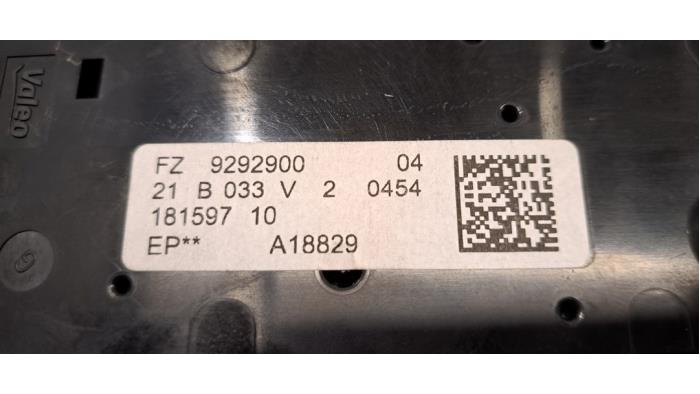 Valeo
FZ 9292900 04
21 B 033 V 2 0454
181597 10
EP** A18829